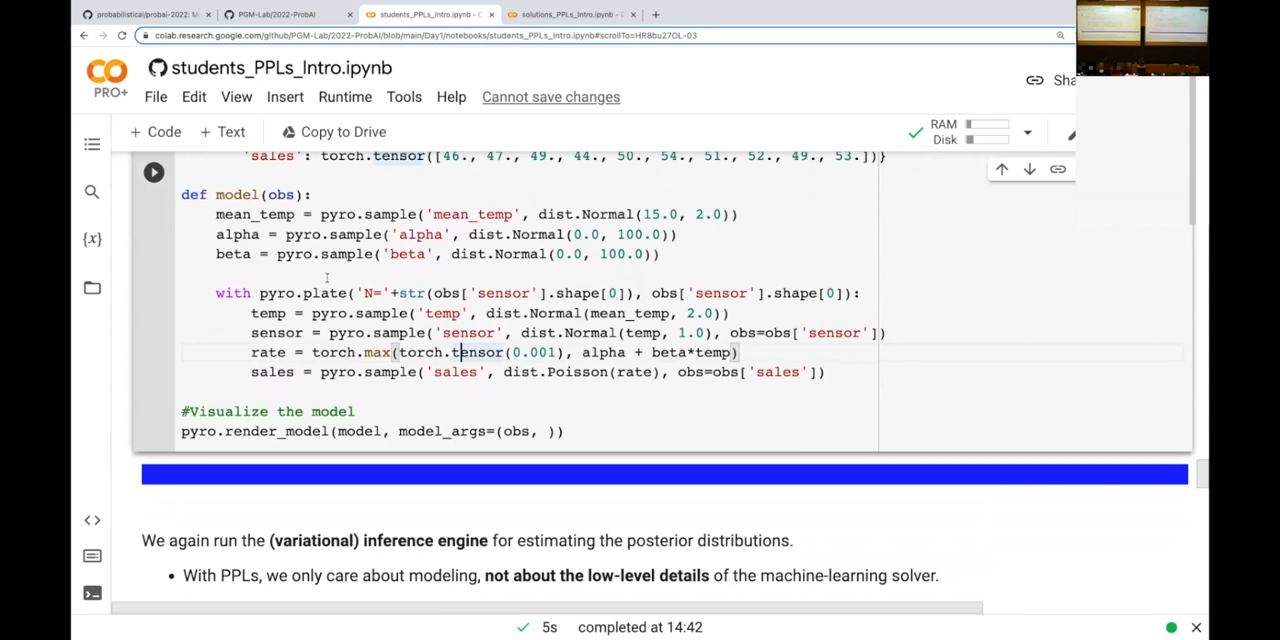 probabilisticai/probai-2022: M
PGM-Lab/2022-ProbAI
students_PPLs_Intro.ipynb - C
solutions_PPLs_Intro.ipynb - C
colab.research.google.com/github/PGM-Lab/2022-ProbAI/blob/main/Day1/notebooks/students_PPLs_Intro.ipynb#scrollTo=HR8bu27OL-03
CO
PRO+
students_PPLs_Intro.ipynb
Sha
File Edit View Insert Runtime Tools Help Cannot save changes
+ Code + Text Copy to Drive
RAM
Disk
'sales': torch.tensor([46., 47., 49., 44., 50., 54., 51., 52., 49., 53.])}
def model(obs):
mean_temp = pyro.sample('mean_temp', dist.Normal(15.0, 2.0))
alpha = pyro.sample('alpha', dist.Normal(0.0, 100.0))
beta = pyro.sample('beta', dist.Normal(0.0, 100.0))
{x}
with pyro.plate('N='+str(obs['sensor'].shape[0]), obs['sensor'].shape[0]):
temp = pyro.sample('temp', dist.Normal(mean_temp, 2.0))
sensor = pyro.sample('sensor', dist.Normal(temp, 1.0), obs=obs['sensor'])
rate = torch.max(torch.tensor(0.001), alpha + beta*temp)
sales = pyro.sample('sales', dist.Poisson(rate), obs=obs['sales'])
#Visualize the model
pyro.render_model(model, model_args=(obs, ))
We again run the (variational) inference engine for estimating the posterior distributions.
• With PPLs, we only care about modeling, not about the low-level details of the machine-learning solver.
5s completed at 14:42